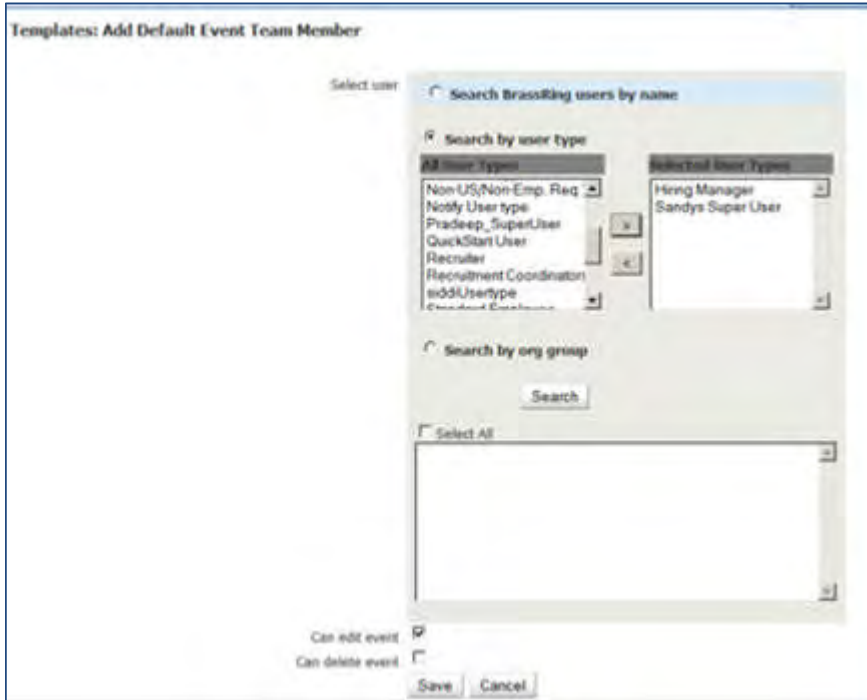 Templates: Add Default Event Team Member
Select user
Search BrassRing users by name
Search by user type
All User Types
Selected User Types
Non-US/Non-Emp. Req
Notify User type
Pradeep_SuperUser
QuickStart User
Recruiter
Recruitment Coordinators
siddiUsertype
Standard Employee
Hiring Manager
Sandys Super User
>
<
Search by org group
Search
Select All
Can edit event
Can delete event
Save
Cancel